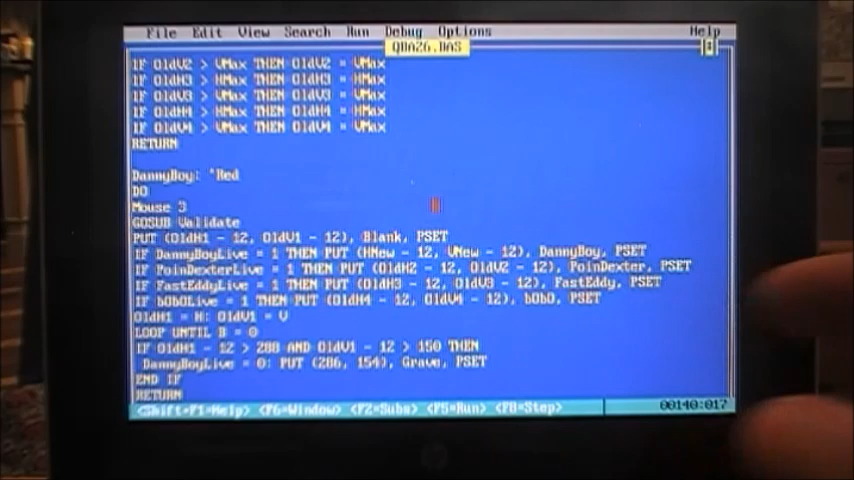 File Edit View Search Run Debug Options Help
QBA26.BAS
IF OldV2 > VMax THEN OldV2 = VMax
IF OldH3 > HMax THEN OldH3 = HMax
IF OldV3 > VMax THEN OldV3 = VMax
IF OldH4 > HMax THEN OldH4 = HMax
IF OldV4 > VMax THEN OldV4 = VMax
RETURN
DannyBoy: 'Red
DO
Mouse 3
GOSUB Validate
PUT (OldH1 - 12, OldV1 - 12), Blank, PSET
IF DannyBoyLive = 1 THEN PUT (HNew - 12, VNew - 12), DannyBoy, PSET
IF PoinDexterLive = 1 THEN PUT (OldH2 - 12, OldV2 - 12), PoinDexter, PSET
IF FastEddyLive = 1 THEN PUT (OldH3 - 12, OldV3 - 12), FastEddy, PSET
IF bObOLive = 1 THEN PUT (OldH4 - 12, OldV4 - 12), bObO, PSET
OldH1 = H: OldV1 = V
LOOP UNTIL B = 0
IF OldH1 - 12 > 288 AND OldV1 - 12 > 150 THEN
DannyBoyLive = 0: PUT (286, 154), Grave, PSET
END IF
RETURN
<Shift+F1=Help> <F6=Window> <F2=Subs> <F5=Run> <F8=Step> 00140:017